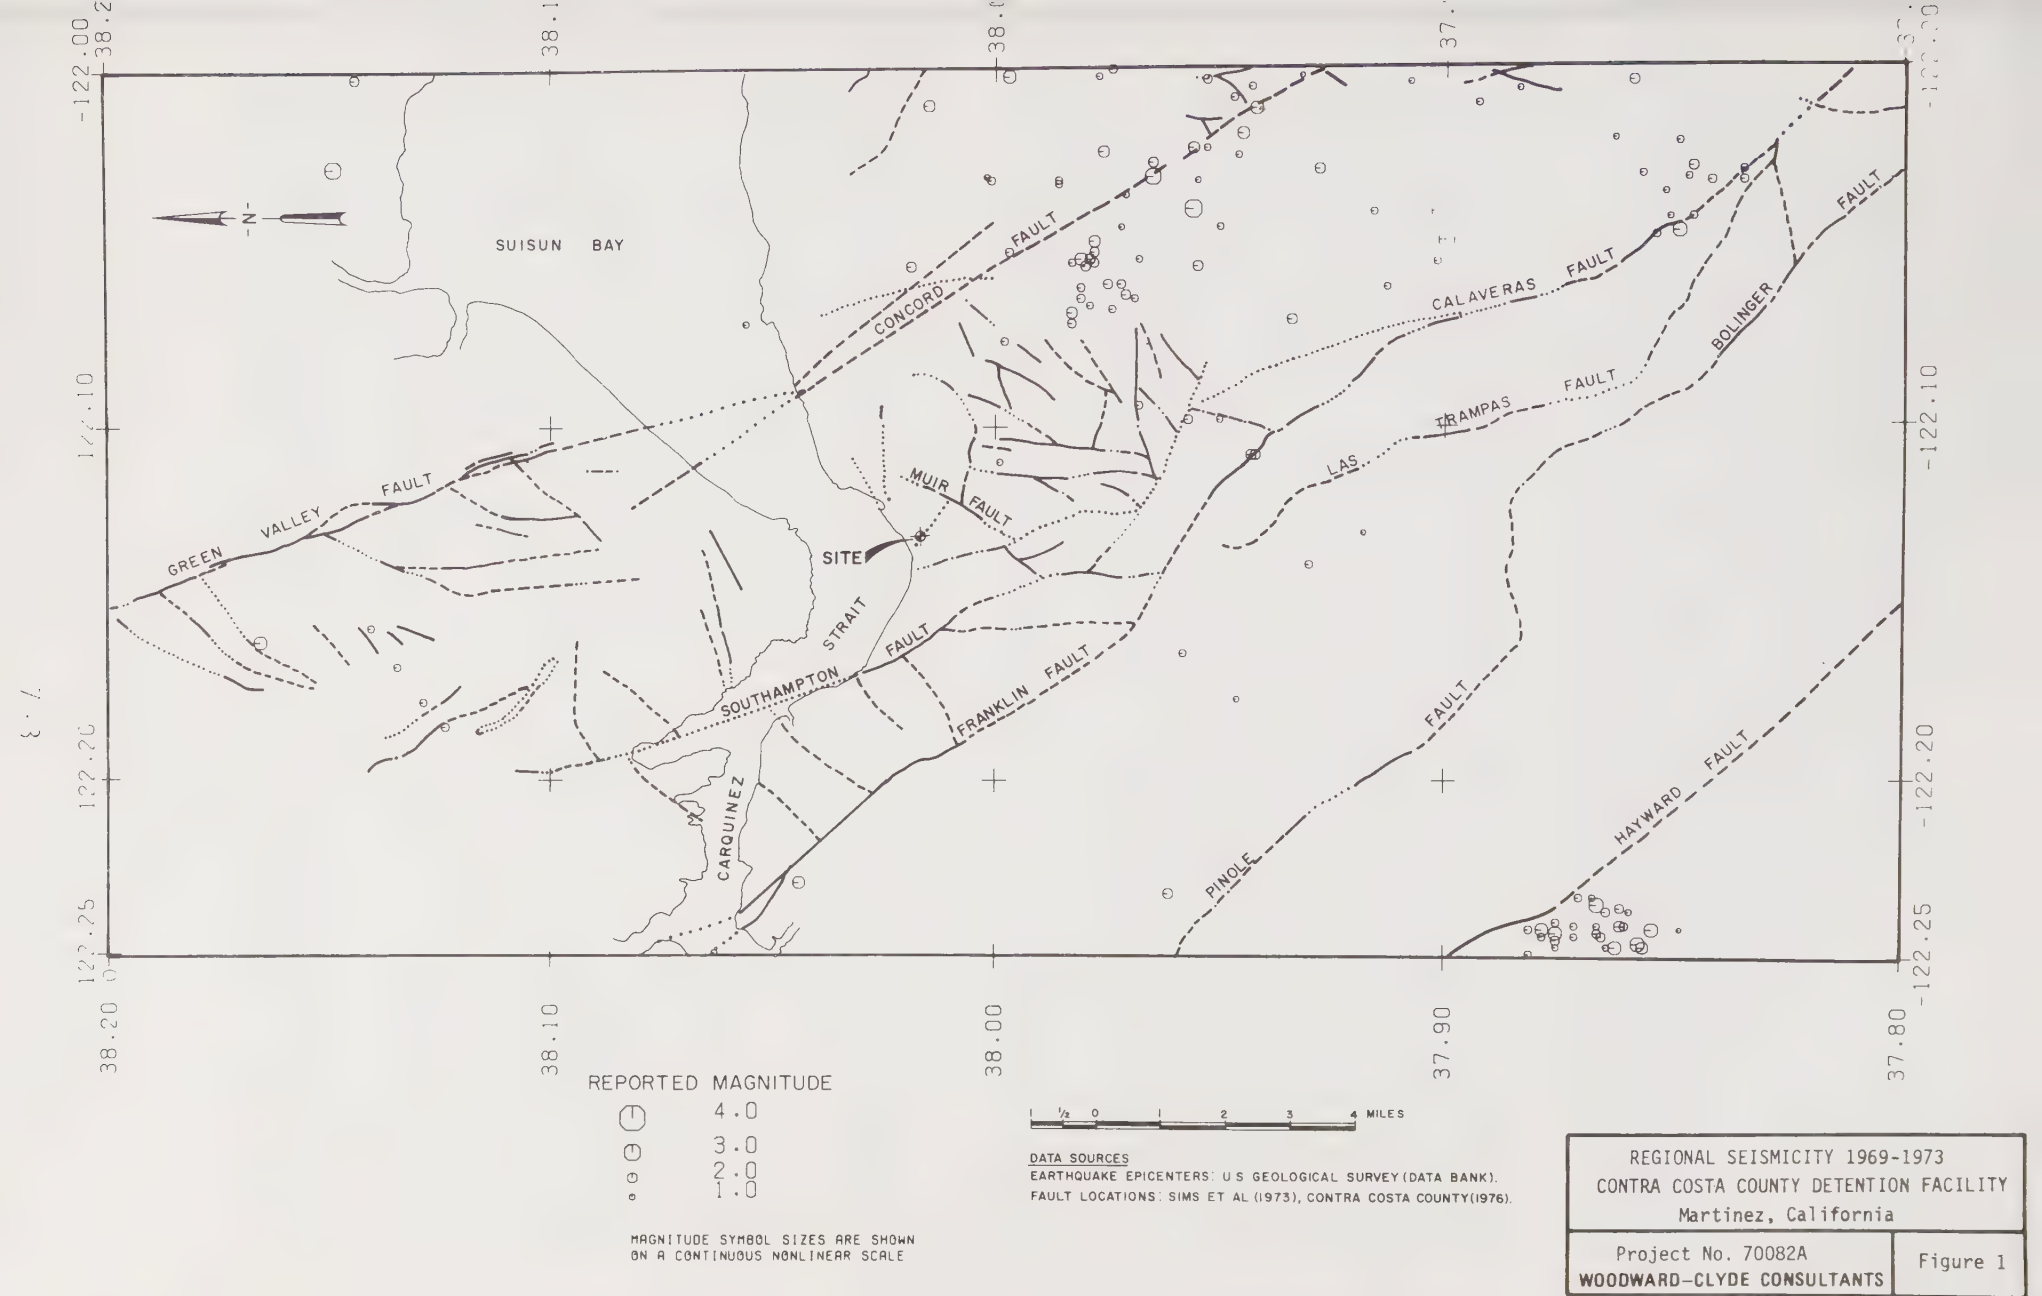 38.1
-122.00
-N-
SUISUN BAY
CONCORD FAULT
CALAVERAS FAULT
BOLINGER FAULT
LAS TRAMPAS FAULT
-122.10
GREEN VALLEY FAULT
MUIR FAULT
SITE
STRAIT
SOUTHAMPTON FAULT
FRANKLIN FAULT
CARQUINEZ
PINOLE FAULT
HAYWARD FAULT
-122.20
-122.25
38.20
38.10
38.00
37.90
37.80
REPORTED MAGNITUDE
4.0
3.0
2.0
1.0
MAGNITUDE SYMBOL SIZES ARE SHOWN
ON A CONTINUOUS NONLINEAR SCALE
1 ½ 0 1 2 3 4 MILES
DATA SOURCES
EARTHQUAKE EPICENTERS: U S GEOLOGICAL SURVEY (DATA BANK).
FAULT LOCATIONS: SIMS ET AL (1973), CONTRA COSTA COUNTY (1976).
REGIONAL SEISMICITY 1969-1973
CONTRA COSTA COUNTY DETENTION FACILITY
Martinez, California
Project No. 70082A
WOODWARD-CLYDE CONSULTANTS
Figure 1